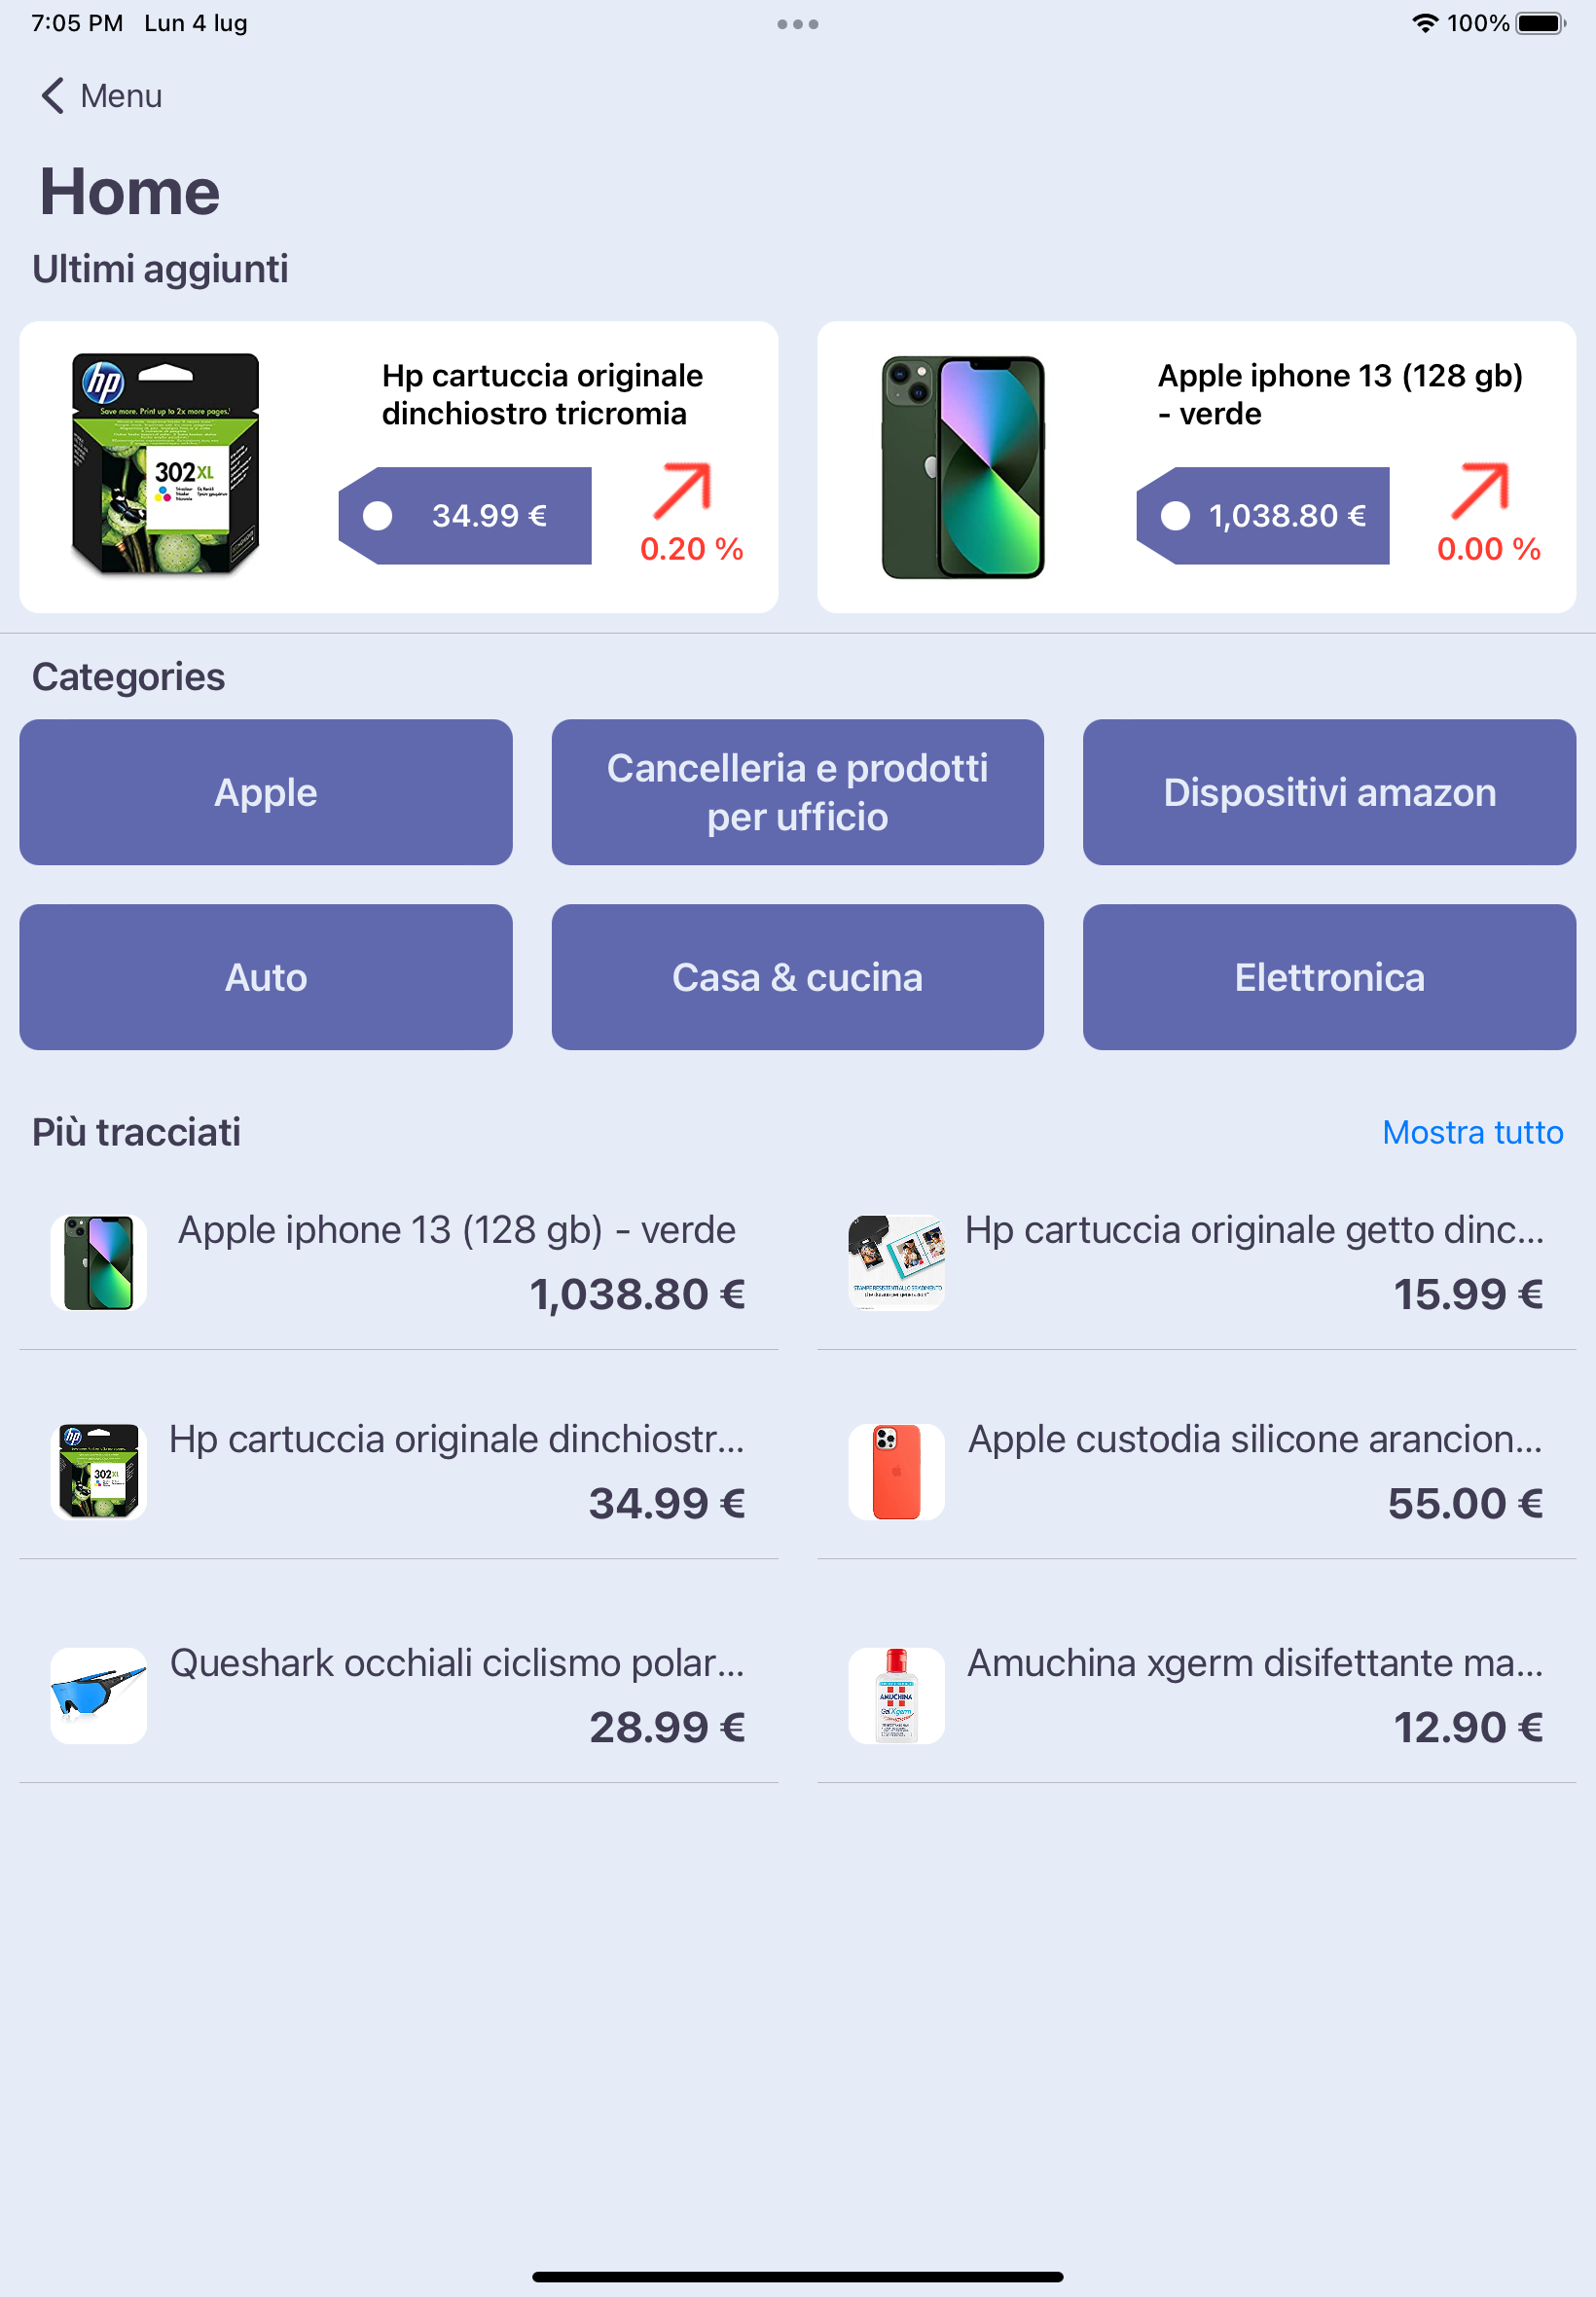 7:05 PM Lun 4 lug
100%
Menu
Home
Ultimi aggiunti
hp
Save more. Print up to 2x more pages.
302XL
Hp cartuccia originale
dinchiostro tricromia
34.99 €
0.20 %
Apple iphone 13 (128 gb)
- verde
1,038.80 €
0.00 %
Categories
Apple
Cancelleria e prodotti
per ufficio
Dispositivi amazon
Auto
Casa & cucina
Elettronica
Più tracciati
Mostra tutto
Apple iphone 13 (128 gb) - verde
1,038.80 €
Hp cartuccia originale getto dinc...
15.99 €
hp
302XL
Hp cartuccia originale dinchiostr...
34.99 €
Apple custodia silicone arancion...
55.00 €
Queshark occhiali ciclismo polar...
28.99 €
AMUCHINA
Gel Xgerm
Amuchina xgerm disifettante ma...
12.90 €